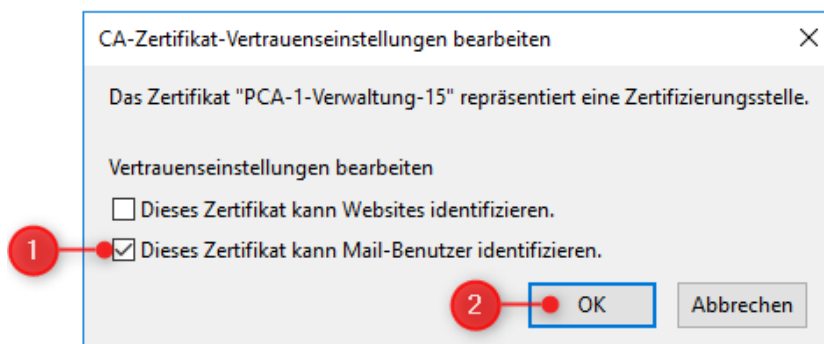 CA-Zertifikat-Vertrauenseinstellungen bearbeiten
Das Zertifikat "PCA-1-Verwaltung-15" repräsentiert eine Zertifizierungsstelle.
Vertrauenseinstellungen bearbeiten
Dieses Zertifikat kann Websites identifizieren.
1 Dieses Zertifikat kann Mail-Benutzer identifizieren.
2 OK Abbrechen